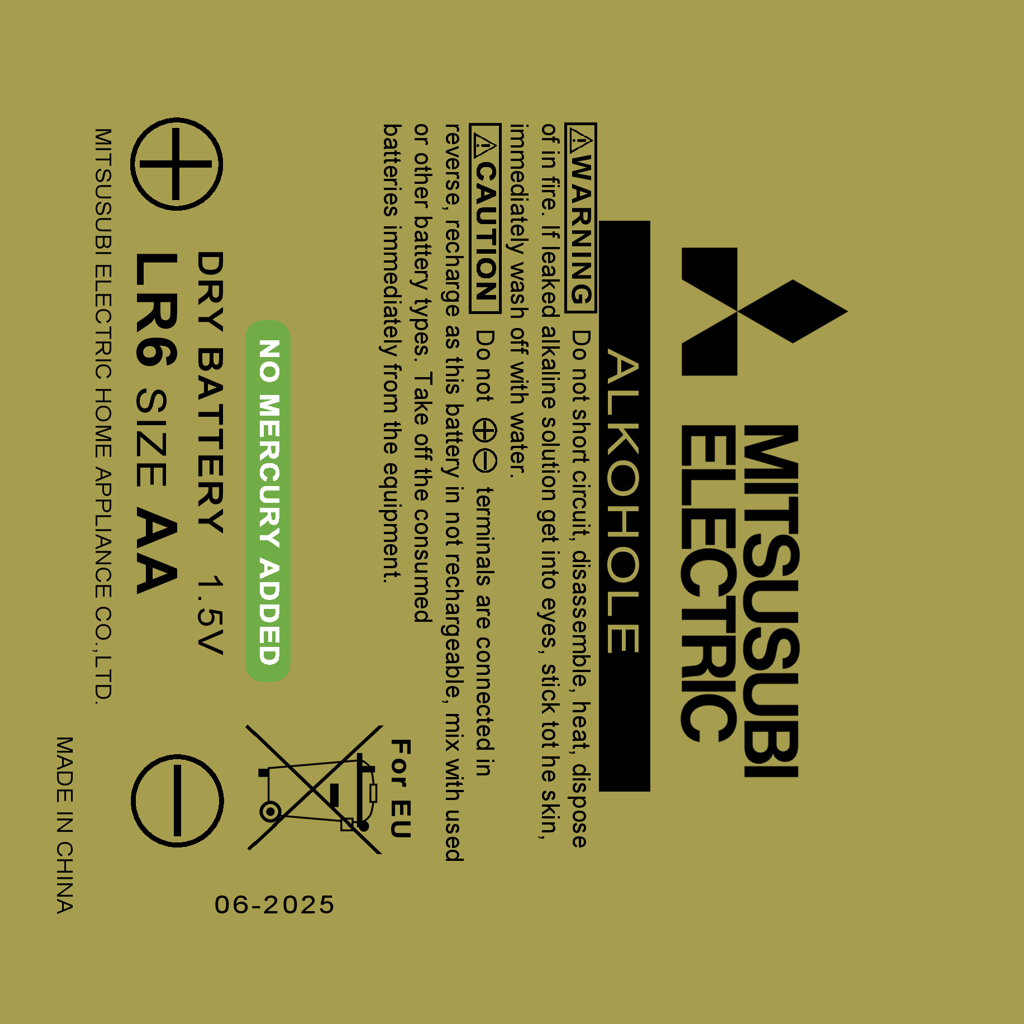 MITSUSUBI
ELECTRIC
ALKOHOLE
⚠WARNING Do not short circuit, disassemble, heat, dispose
of in fire. If leaked alkaline solution get into eyes, stick tot he skin,
immediately wash off with water.
⚠CAUTION Do not ⊕⊖ terminals are connected in
reverse, recharge as this battery in not rechargeable, mix with used
or other battery types. Take off the consumed
batteries immediately from the equipment.
For EU
NO MERCURY ADDED
DRY BATTERY 1.5V
LR6 SIZE AA
MITSUSUBI ELECTRIC HOME APPLIANCE CO.,LTD.
MADE IN CHINA
06-2025